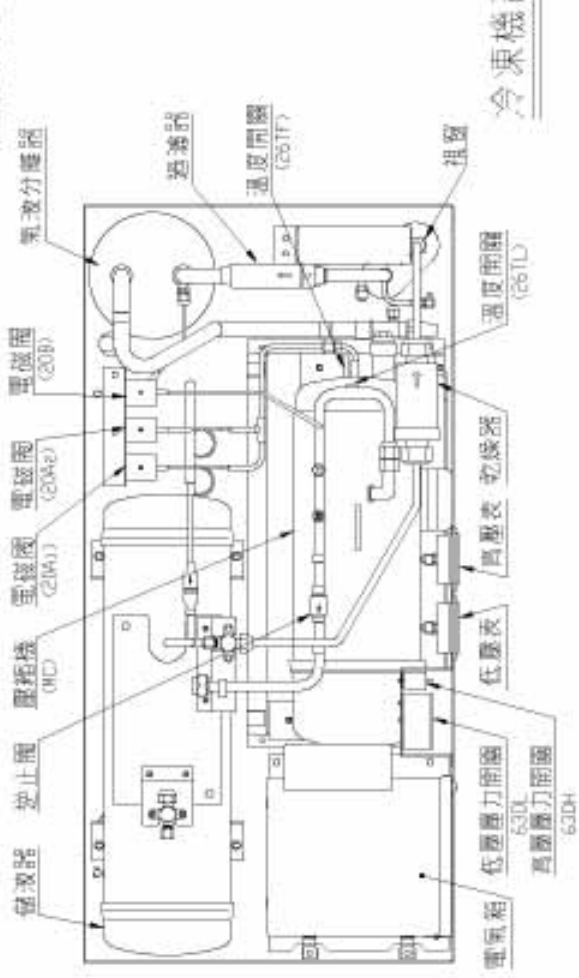 儲液器
逆止閥
壓縮機
(MC)
電磁閥
(20A1)
電磁閥
(20A2)
電磁閥
(20B)
氣液分離器
過濾器
溫度開關
(26TF)
視窗
溫度開關
(26TL)
乾燥器
高壓表
低壓表
低壓壓力開關
63DL
高壓壓力開關
63DH
電氣箱
冷凍機